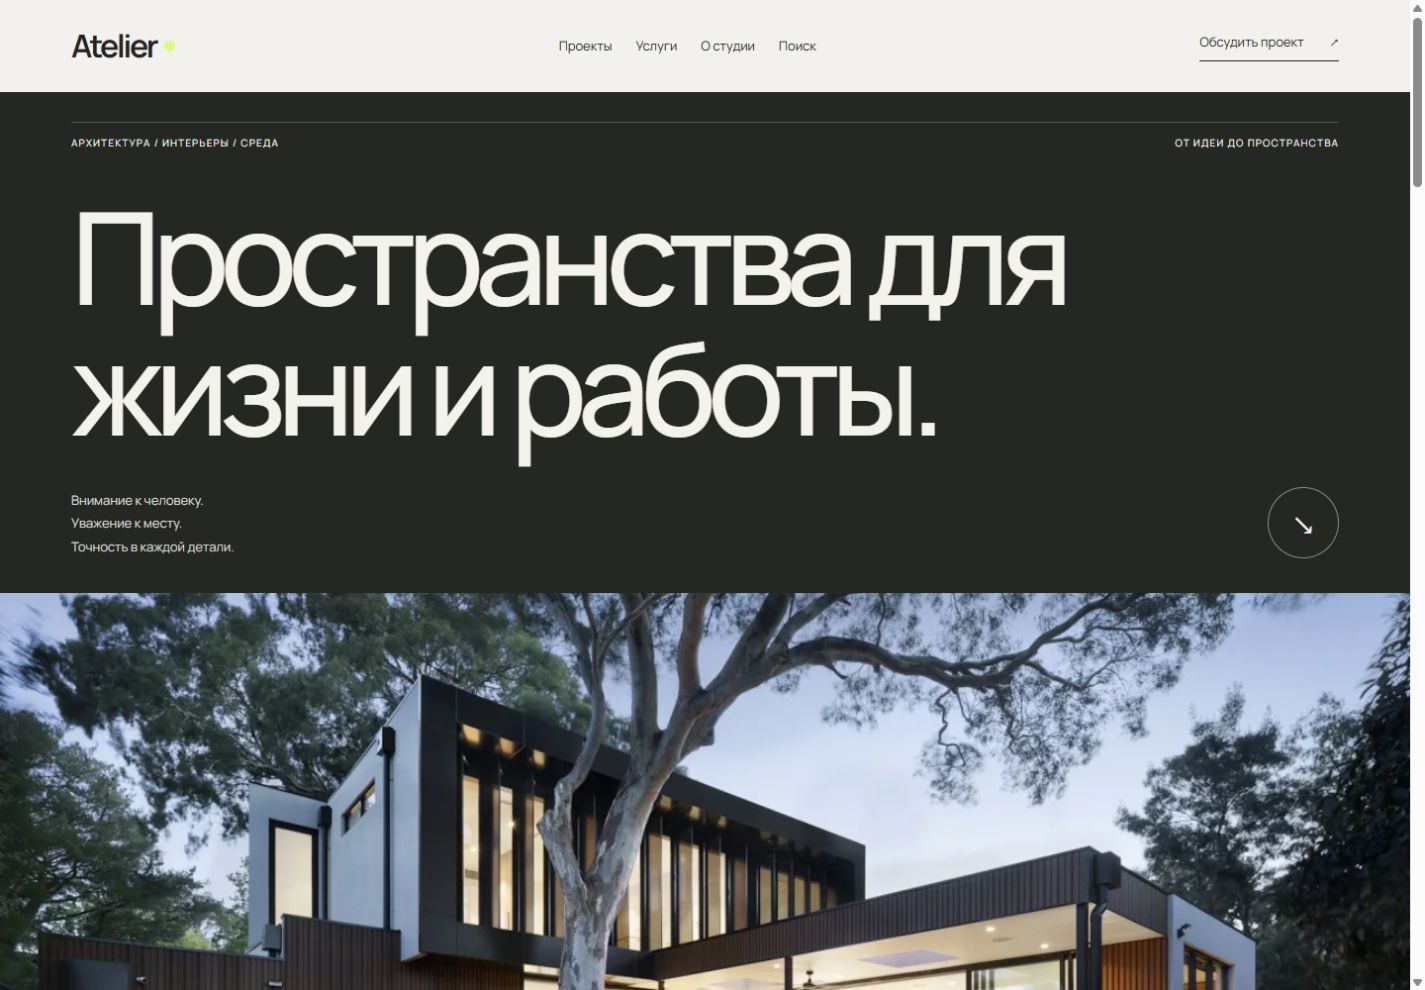 Atelier
Проекты Услуги О студии Поиск
Обсудить проект ↗
АРХИТЕКТУРА / ИНТЕРЬЕРЫ / СРЕДА
ОТ ИДЕИ ДО ПРОСТРАНСТВА
Пространства для
жизни и работы.
Внимание к человеку.
Уважение к месту.
Точность в каждой детали.